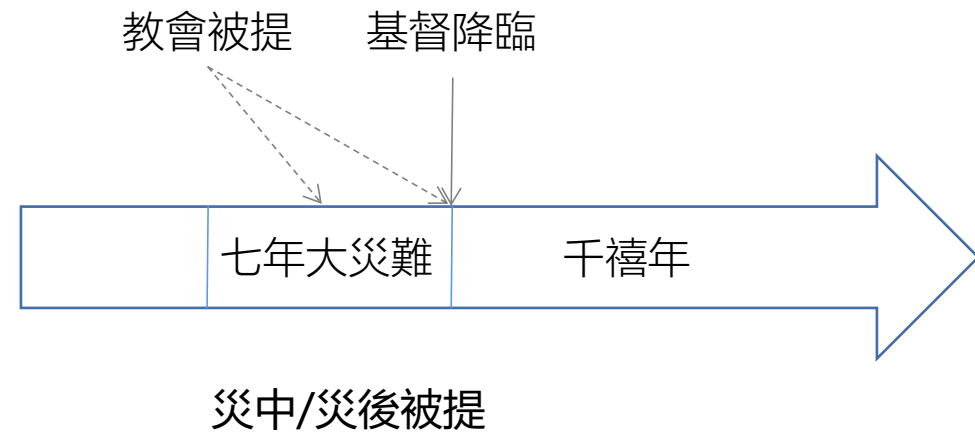 教會被提
基督降臨
七年大災難
千禧年
災中/災後被提